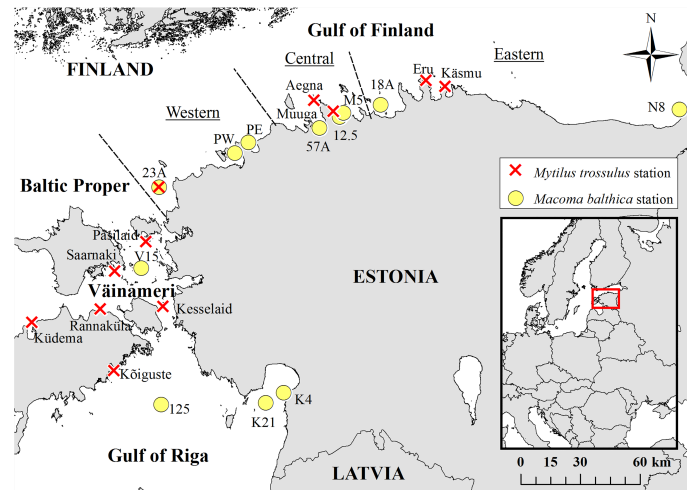 Gulf of Finland
N
FINLAND
Central
Eastern
Eru
Käsmu
Aegna
18A
M5
Western
Muuga
N8
PW
PE
57A
12.5
23A
Mytilus trossulus station
Macoma balthica station
Baltic Proper
Pasilaid
Saarnaki
V15
ESTONIA
Väinameri
Kesselaid
Rannaküla
Küdema
Kõiguste
K4
125
K21
Gulf of Riga
LATVIA
0 15 30 60 km